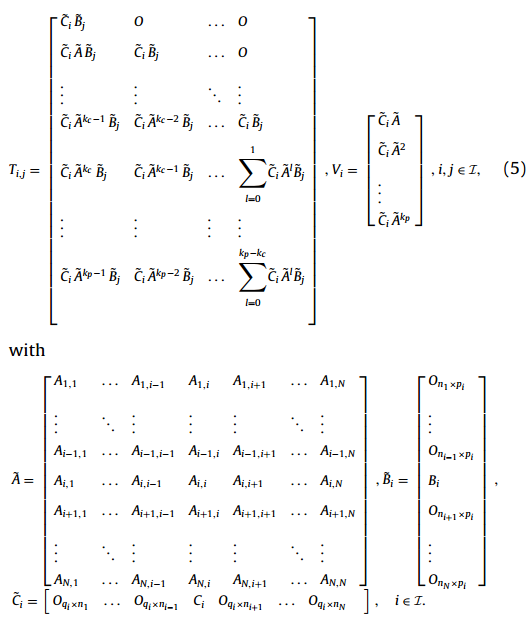 C̃ᵢB̃ⱼ O … O
C̃ᵢÃB̃ⱼ C̃ᵢB̃ⱼ … O
⋮ ⋮ ⋱ ⋮
C̃_i Ã^{k_c−1} B̃_j C̃_i Ã^{k_c−2} B̃_j … C̃_i B̃_j
T_{i,j} = C̃_i Ã^{k_c} B̃_j C̃_i Ã^{k_c−1} B̃_j … ∑_{l=0}^{1} C̃_i Ã^l B̃_j , V_i = [ C̃_i Ã C̃_i Ã^2 ⋮ C̃_i Ã^{k_p} ] , i, j ∈ ℐ, (5)
⋮ ⋮ ⋮ ⋮
C̃_i Ã^{k_p−1} B̃_j C̃_i Ã^{k_p−2} B̃_j … ∑_{l=0}^{k_p−k_c} C̃_i Ã^l B̃_j
with
A_{1,1} … A_{1,i−1} A_{1,i} A_{1,i+1} … A_{1,N} O_{n_1×p_i}
⋮ ⋱ ⋮ ⋮ ⋮ ⋱ ⋮ ⋮
A_{i−1,1} … A_{i−1,i−1} A_{i−1,i} A_{i−1,i+1} … A_{i−1,N} O_{n_{i−1}×p_i}
Ã = A_{i,1} … A_{i,i−1} A_{i,i} A_{i,i+1} … A_{i,N} , B̃_i = B_i ,
A_{i+1,1} … A_{i+1,i−1} A_{i+1,i} A_{i+1,i+1} … A_{i+1,N} O_{n_{i+1}×p_i}
⋮ ⋱ ⋮ ⋮ ⋮ ⋱ ⋮ ⋮
A_{N,1} … A_{N,i−1} A_{N,i} A_{N,i+1} … A_{N,N} O_{n_N×p_i}
C̃_i = [ O_{q_i×n_1} … O_{q_i×n_{i−1}} C_i O_{q_i×n_{i+1}} … O_{q_i×n_N} ] , i ∈ ℐ.